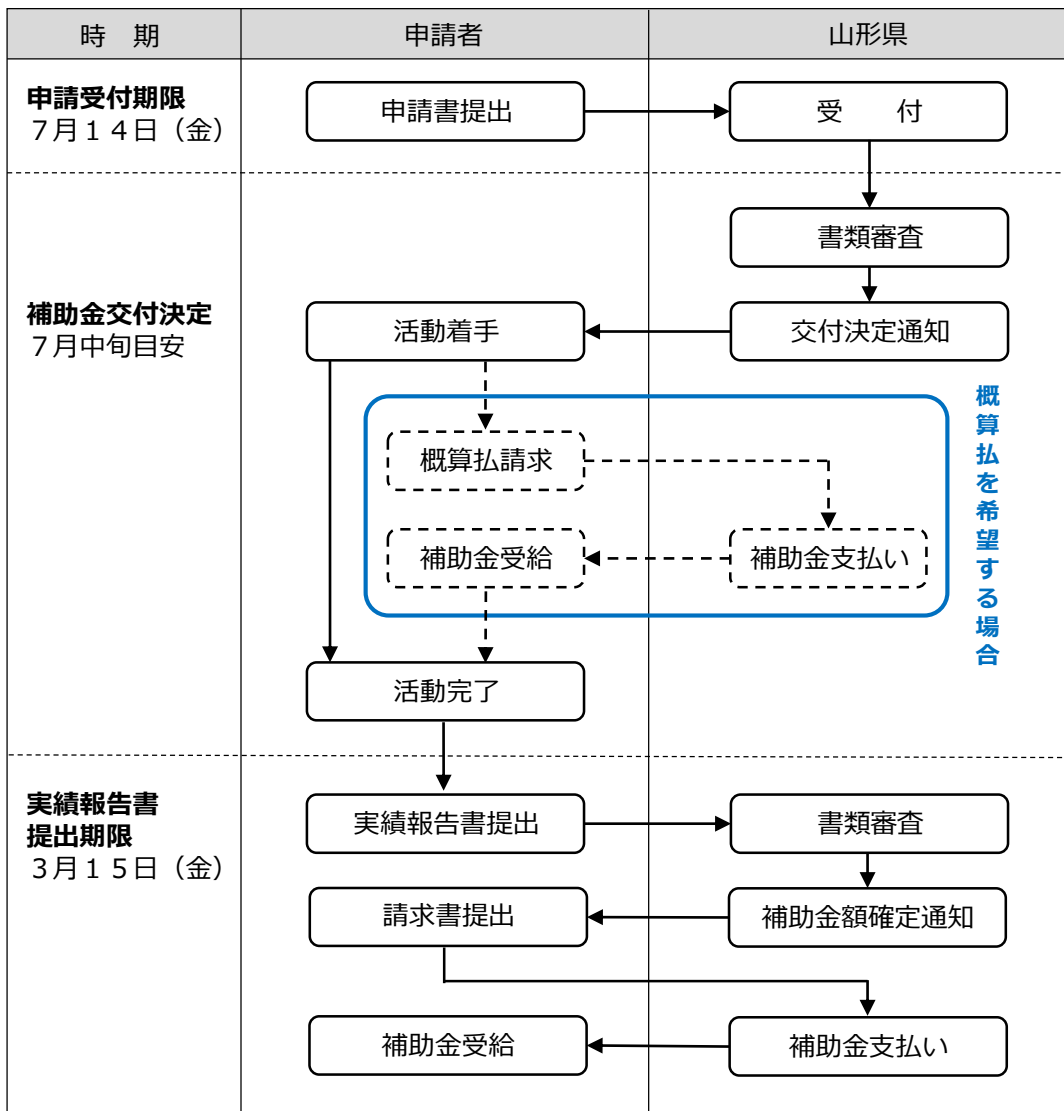 時　期
申請者
山形県
申請受付期限
７月１４日（金）
申請書提出
受　　付
書類審査
補助金交付決定
７月中旬目安
活動着手
交付決定通知
概算払を希望する場合
概算払請求
補助金受給
補助金支払い
活動完了
実績報告書
提出期限
３月１５日（金）
実績報告書提出
書類審査
請求書提出
補助金額確定通知
補助金受給
補助金支払い